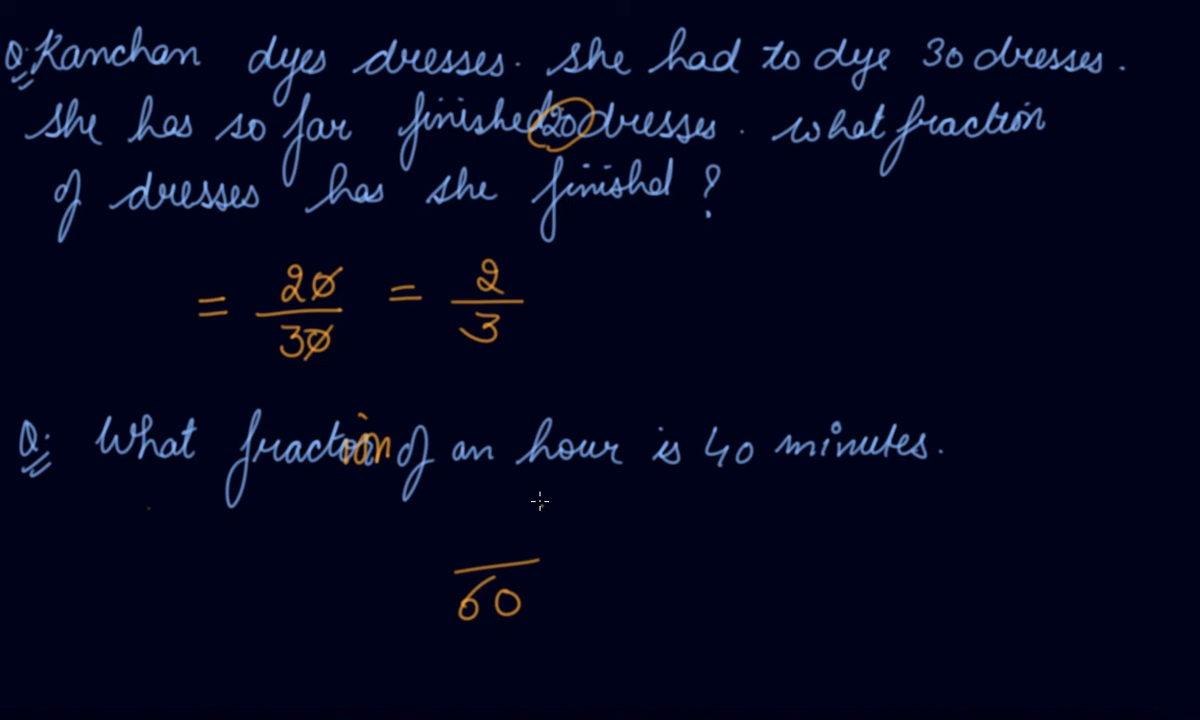 Q: Kanchan dyes dresses. She had to dye 30 dresses.
She has so far finished 20 dresses. What fraction
of dresses has she finished?
= 20/30 = 2/3
Q: What fraction of an hour is 40 minutes.
/60